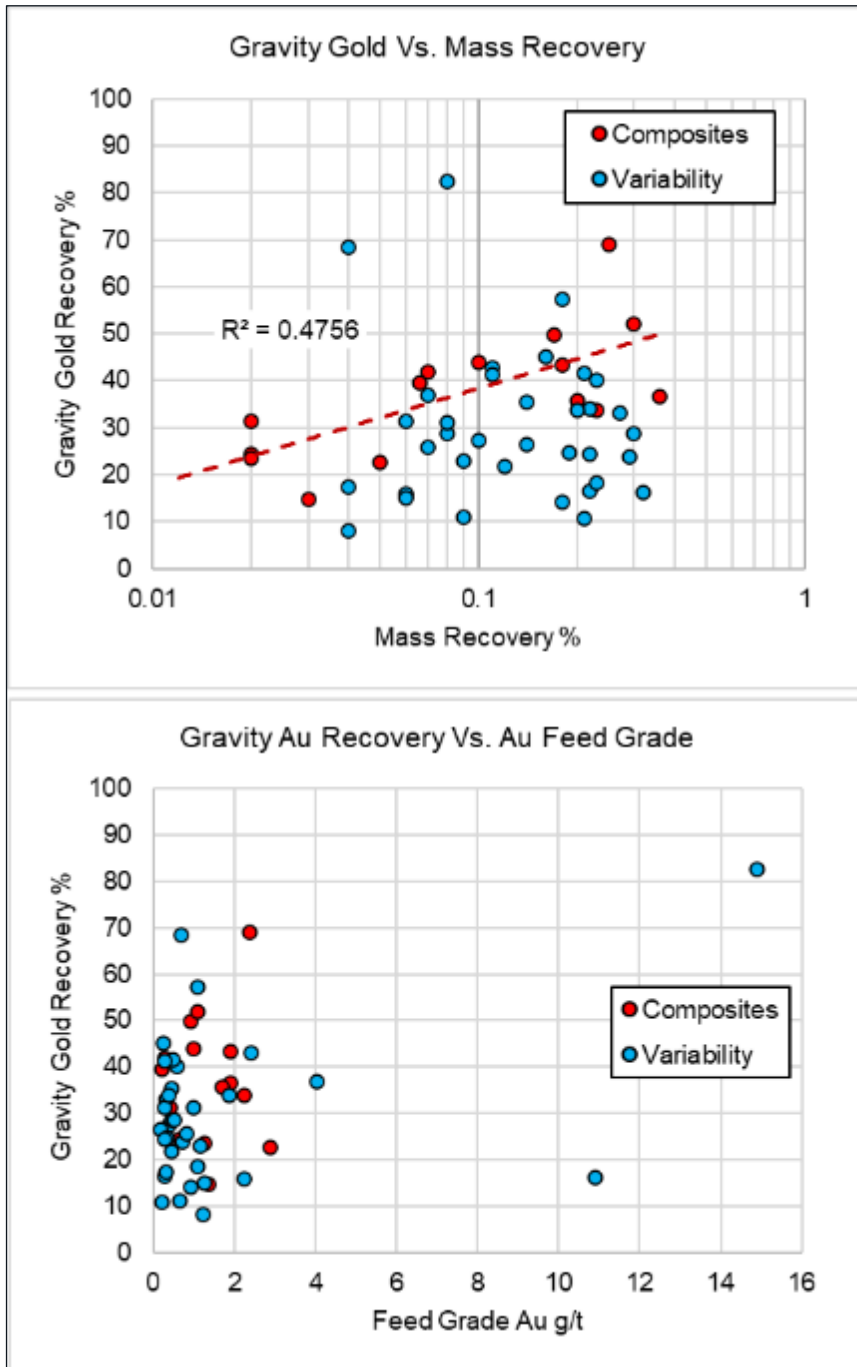 Gravity Gold Vs. Mass Recovery
100
90
80
70
60
50
40
30
20
10
0
Gravity Gold Recovery %
Composites
Variability
R² = 0.4756
0.01 0.1 1
Mass Recovery %
Gravity Au Recovery Vs. Au Feed Grade
100
90
80
70
60
50
40
30
20
10
0
Gravity Gold Recovery %
Composites
Variability
0 2 4 6 8 10 12 14 16
Feed Grade Au g/t